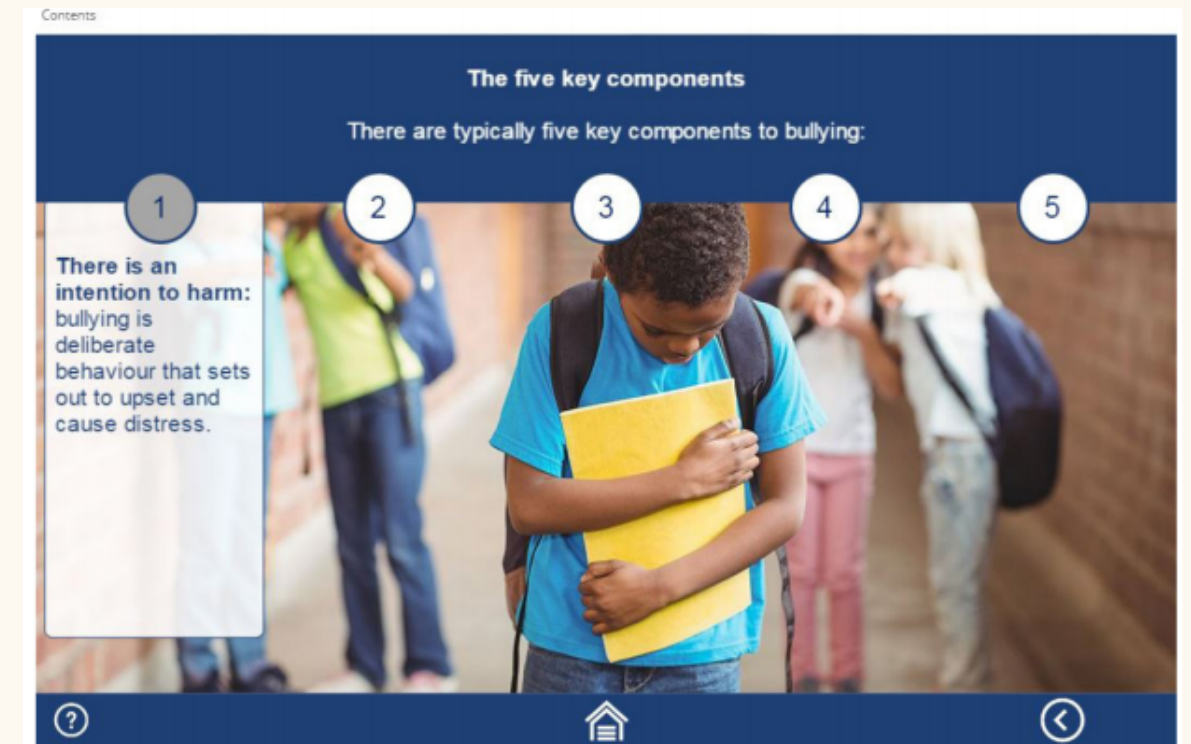 Contents
The five key components
There are typically five key components to bullying:
1
2
3
4
5
There is an
intention to harm:
bullying is
deliberate
behaviour that sets
out to upset and
cause distress.
?